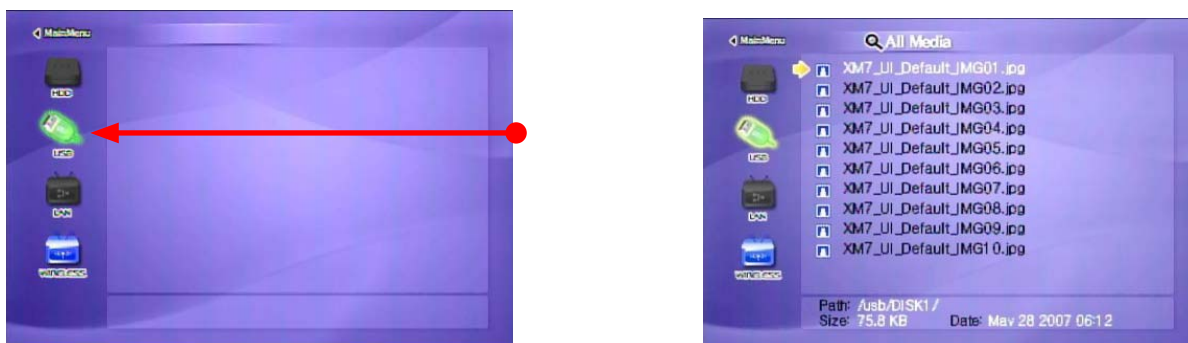 MainMenu
HDD
USB
LAN
WIRELESS
MainMenu
All Media
HDD
USB
LAN
WIRELESS
XM7_UI_Default_IMG01.jpg
XM7_UI_Default_IMG02.jpg
XM7_UI_Default_IMG03.jpg
XM7_UI_Default_IMG04.jpg
XM7_UI_Default_IMG05.jpg
XM7_UI_Default_IMG06.jpg
XM7_UI_Default_IMG07.jpg
XM7_UI_Default_IMG08.jpg
XM7_UI_Default_IMG09.jpg
XM7_UI_Default_IMG10.jpg
Path: /usb/DISK1/
Size: 75.8 KB Date: May 28 2007 06:12